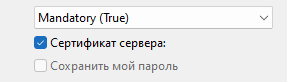 Mandatory (True)
Сертификат сервера:
Сохранить мой пароль